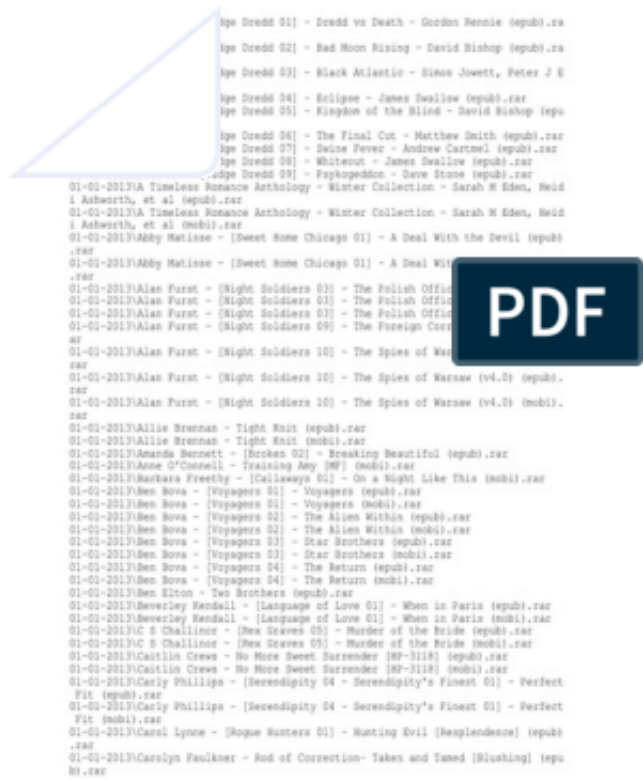 dge Dredd 01] - Dredd vs Death - Gordon Rennie (epub).ra
dge Dredd 02] - Bad Moon Rising - David Bishop (epub).ra
dge Dredd 03] - Black Atlantic - Simon Jowett, Peter J E
dge Dredd 04] - Eclipse - James Swallow (epub).rar
dge Dredd 05] - Kingdom of the Blind - David Bishop (epu
dge Dredd 06] - The Final Cut - Matthew Smith (epub).rar
dge Dredd 07] - Swine Fever - Andrew Cartmel (epub).rar
dge Dredd 08] - Whiteout - James Swallow (epub).rar
dge Dredd 09] - Psykogeddon - Dave Stone (epub).rar
01-01-2013\A Timeless Romance Anthology - Winter Collection - Sarah M Eden, Heid
i Ashworth, et al (epub).rar
01-01-2013\A Timeless Romance Anthology - Winter Collection - Sarah M Eden, Heid
i Ashworth, et al (mobi).rar
01-01-2013\Abby Matisse - [Sweet Home Chicago 01] - A Deal With the Devil (epub)
.rar
01-01-2013\Abby Matisse - [Sweet Home Chicago 01] - A Deal Wit
.rar
01-01-2013\Alan Furst - [Night Soldiers 03] - The Polish Offic
01-01-2013\Alan Furst - [Night Soldiers 03] - The Polish Offic
01-01-2013\Alan Furst - [Night Soldiers 03] - The Polish Offic
01-01-2013\Alan Furst - [Night Soldiers 09] - The Foreign Corr
ar
01-01-2013\Alan Furst - [Night Soldiers 10] - The Spies of War
rar
01-01-2013\Alan Furst - [Night Soldiers 10] - The Spies of Warsaw (v4.0) (epub).
rar
01-01-2013\Alan Furst - [Night Soldiers 10] - The Spies of Warsaw (v4.0) (mobi).
rar
01-01-2013\Allie Brennan - Tight Knit (epub).rar
01-01-2013\Allie Brennan - Tight Knit (mobi).rar
01-01-2013\Amanda Bennett - [Broken 02] - Breaking Beautiful (epub).rar
01-01-2013\Anne O'Connell - Training Amy [MF] (mobi).rar
01-01-2013\Barbara Freethy - [Callaways 01] - On a Night Like This (mobi).rar
01-01-2013\Ben Bova - [Voyagers 01] - Voyagers (epub).rar
01-01-2013\Ben Bova - [Voyagers 01] - Voyagers (mobi).rar
01-01-2013\Ben Bova - [Voyagers 02] - The Alien Within (epub).rar
01-01-2013\Ben Bova - [Voyagers 02] - The Alien Within (mobi).rar
01-01-2013\Ben Bova - [Voyagers 03] - Star Brothers (epub).rar
01-01-2013\Ben Bova - [Voyagers 03] - Star Brothers (mobi).rar
01-01-2013\Ben Bova - [Voyagers 04] - The Return (epub).rar
01-01-2013\Ben Bova - [Voyagers 04] - The Return (mobi).rar
01-01-2013\Ben Elton - Two Brothers (epub).rar
01-01-2013\Beverley Kendall - [Language of Love 01] - When in Paris (epub).rar
01-01-2013\Beverley Kendall - [Language of Love 01] - When in Paris (mobi).rar
01-01-2013\C S Challinor - [Rex Graves 05] - Murder of the Bride (epub).rar
01-01-2013\C S Challinor - [Rex Graves 05] - Murder of the Bride (mobi).rar
01-01-2013\Caitlin Crews - No More Sweet Surrender [HP-3118] (epub).rar
01-01-2013\Caitlin Crews - No More Sweet Surrender [HP-3118] (mobi).rar
01-01-2013\Carly Phillips - [Serendipity 04 - Serendipity's Finest 01] - Perfect
Fit (epub).rar
01-01-2013\Carly Phillips - [Serendipity 04 - Serendipity's Finest 01] - Perfect
Fit (mobi).rar
01-01-2013\Carol Lynne - [Rogue Hunters 01] - Hunting Evil [Resplendence] (epub)
.rar
01-01-2013\Carolyn Faulkner - Rod of Correction- Taken and Tamed [Blushing] (epu
b).rar
PDF